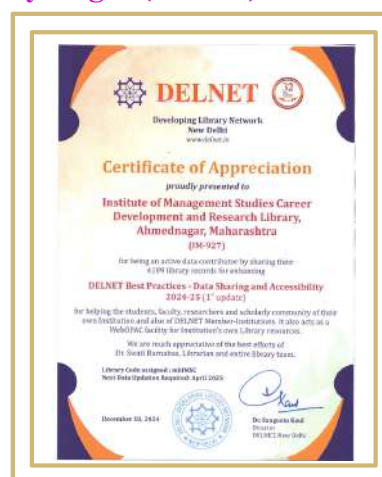 DELNET
Developing Library Network
New Delhi
www.delnet.in
Certificate of Appreciation
proudly presented to
Institute of Management Studies Career
Development and Research Library,
Ahmednagar, Maharashtra
(IM-927)
for being an active data contributor by sharing their
4199 library records for enhancing
DELNET Best Practices - Data Sharing and Accessibility
2024-25 (1st update)
for helping the students, faculty, researchers and scholarly community of their
own Institution and also of DELNET Member-Institutions. It also acts as a
WebOPAC facility for Institution's own Library resources.
We are much appreciative of the best efforts of
Dr. Swati Barnabas, Librarian and entire library team.
Library Code assigned :
Next Data Updation Required: April 2025
December 10, 2024
Dr. Sangeeta Kaul
Director
DELNET, New Delhi